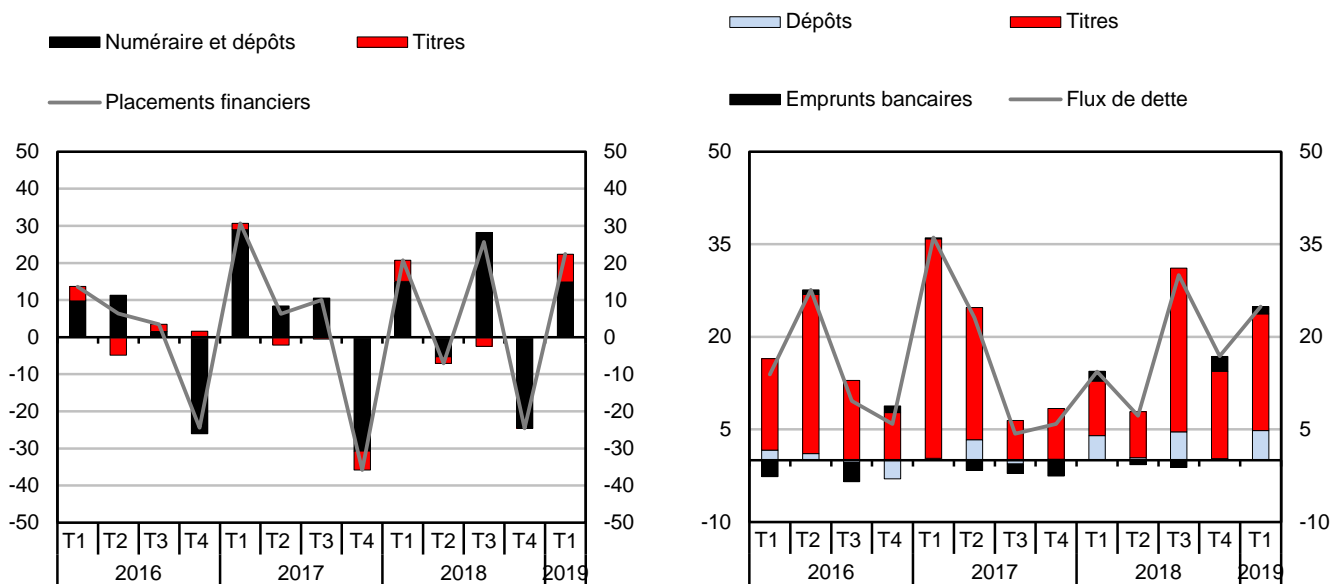 Numéraire et dépôts Titres
Placements financiers
50 50
40 40
30 30
20 20
10 10
0 0
-10 -10
-20 -20
-30 -30
-40 -40
-50 -50
T1 T2 T3 T4 T1 T2 T3 T4 T1 T2 T3 T4 T1
2016 2017 2018 2019
Dépôts Titres
Emprunts bancaires Flux de dette
50 50
35 35
20 20
5 5
-10 -10
T1 T2 T3 T4 T1 T2 T3 T4 T1 T2 T3 T4 T1
2016 2017 2018 2019